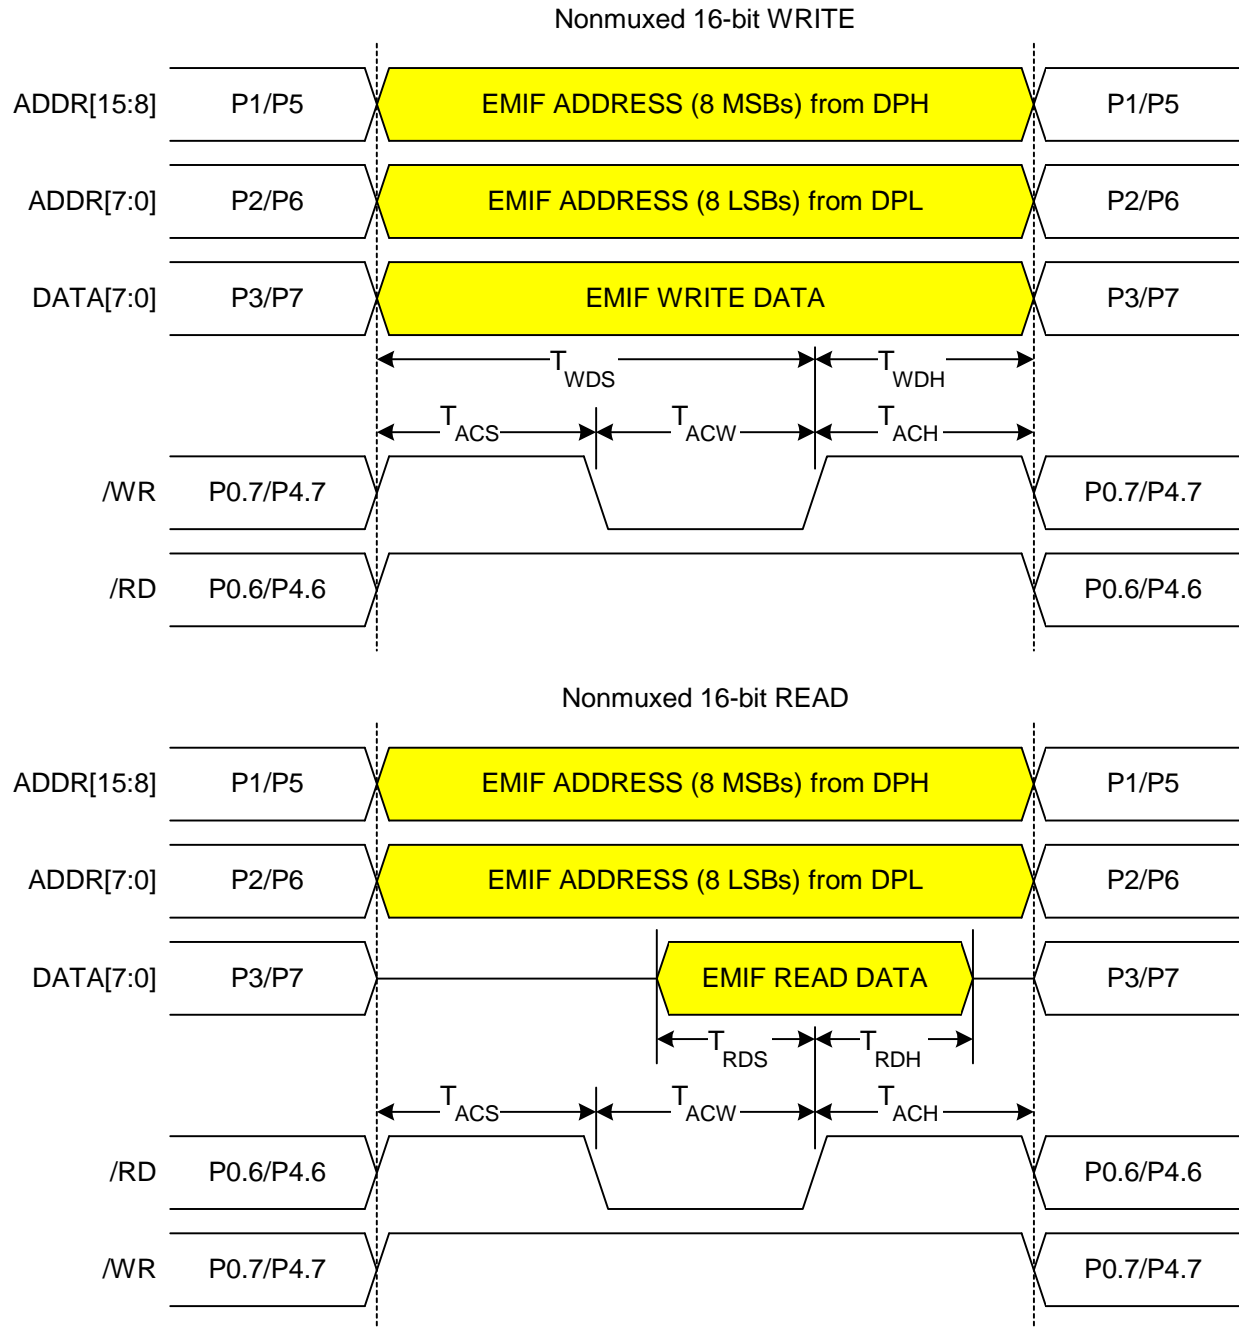 Nonmuxed 16-bit WRITE
ADDR[15:8] P1/P5 EMIF ADDRESS (8 MSBs) from DPH P1/P5
ADDR[7:0] P2/P6 EMIF ADDRESS (8 LSBs) from DPL P2/P6
DATA[7:0] P3/P7 EMIF WRITE DATA P3/P7
TWDS TWDH
TACS TACW TACH
/WR P0.7/P4.7 P0.7/P4.7
/RD P0.6/P4.6 P0.6/P4.6
Nonmuxed 16-bit READ
ADDR[15:8] P1/P5 EMIF ADDRESS (8 MSBs) from DPH P1/P5
ADDR[7:0] P2/P6 EMIF ADDRESS (8 LSBs) from DPL P2/P6
DATA[7:0] P3/P7 EMIF READ DATA P3/P7
TRDS TRDH
TACS TACW TACH
/RD P0.6/P4.6 P0.6/P4.6
/WR P0.7/P4.7 P0.7/P4.7